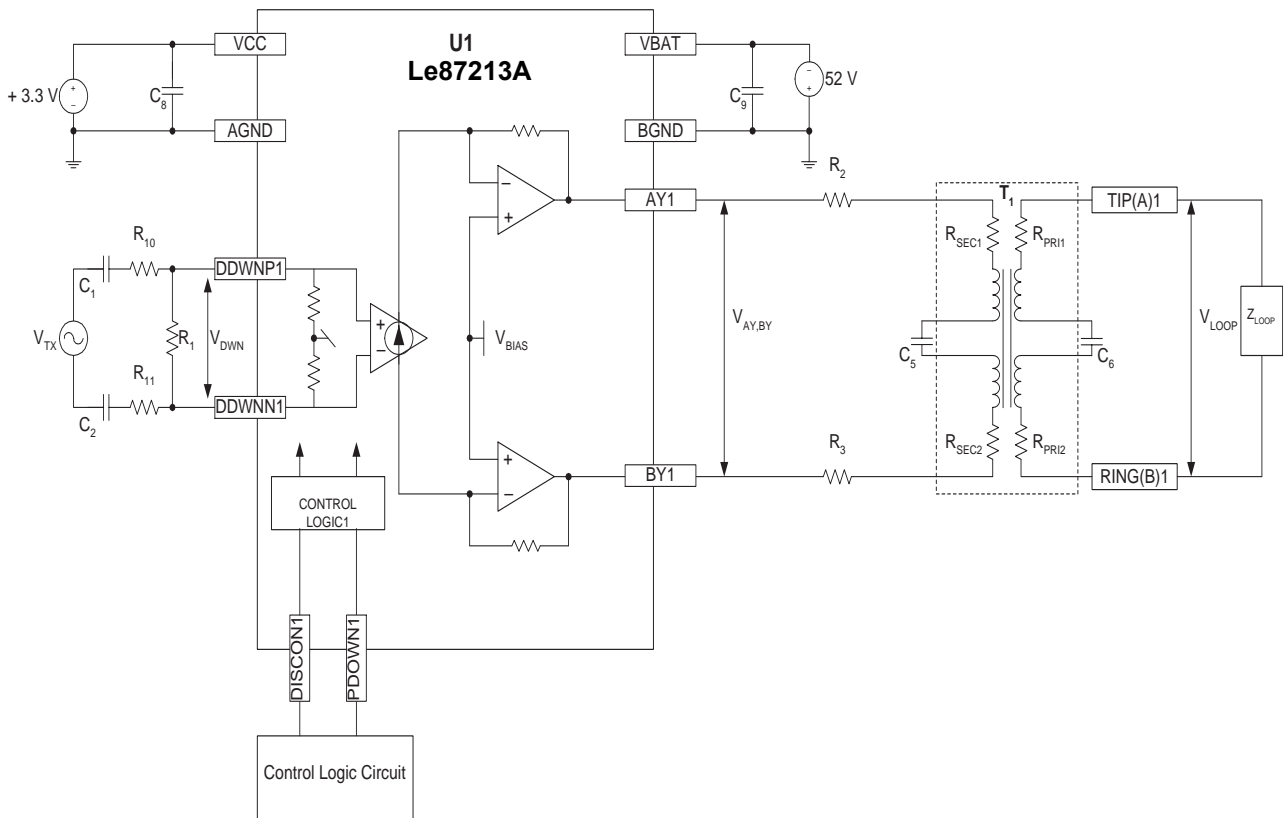 VCC
U1
Le87213A
VBAT
+ 3.3 V
C8
C9
52 V
AGND
BGND
R2
T1
AY1
TIP(A)1
RSEC1
RPRI1
R10
DDWNP1
C1
VTX
R1
VDWN
+
−
VBIAS
VAY,BY
C5
C6
VLOOP
ZLOOP
R11
C2
DDWNN1
R3
RSEC2
RPRI2
BY1
RING(B)1
CONTROL
LOGIC1
DISCON1
PDOWN1
Control Logic Circuit